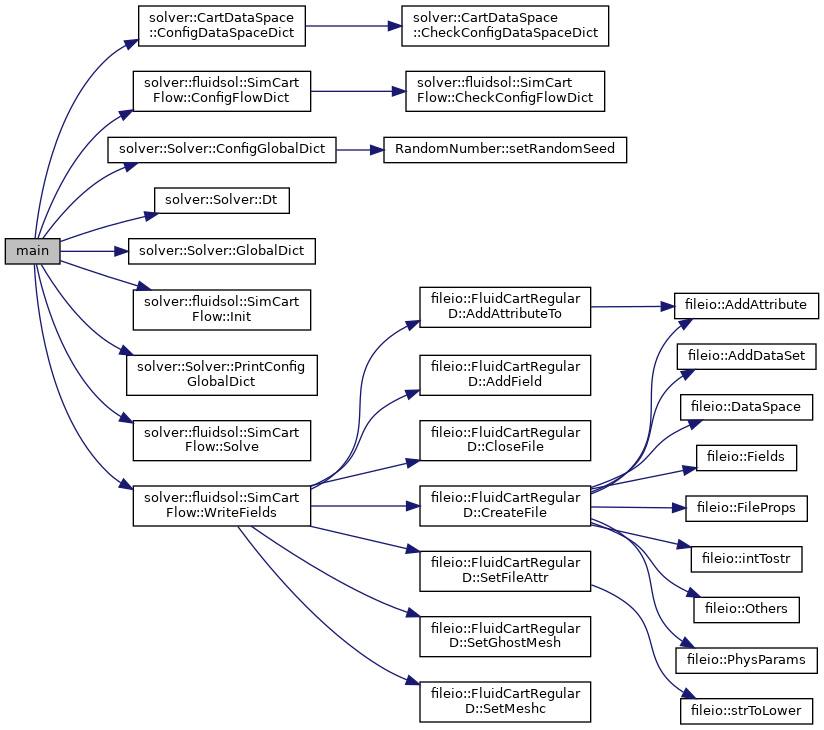 main
solver::CartDataSpace
::ConfigDataSpaceDict
solver::fluidsol::SimCart
Flow::ConfigFlowDict
solver::Solver::ConfigGlobalDict
solver::Solver::Dt
solver::Solver::GlobalDict
solver::fluidsol::SimCart
Flow::Init
solver::Solver::PrintConfig
GlobalDict
solver::fluidsol::SimCart
Flow::Solve
solver::fluidsol::SimCart
Flow::WriteFields
solver::CartDataSpace
::CheckConfigDataSpaceDict
solver::fluidsol::SimCart
Flow::CheckConfigFlowDict
RandomNumber::setRandomSeed
fileio::FluidCartRegular
D::AddAttributeTo
fileio::FluidCartRegular
D::AddField
fileio::FluidCartRegular
D::CloseFile
fileio::FluidCartRegular
D::CreateFile
fileio::FluidCartRegular
D::SetFileAttr
fileio::FluidCartRegular
D::SetGhostMesh
fileio::FluidCartRegular
D::SetMeshc
fileio::AddAttribute
fileio::AddDataSet
fileio::DataSpace
fileio::Fields
fileio::FileProps
fileio::intTostr
fileio::Others
fileio::PhysParams
fileio::strToLower